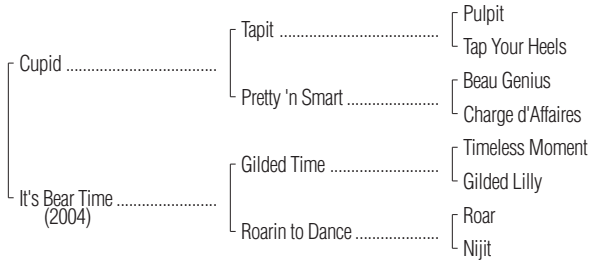 Pulpit
Tapit ......................................
Tap Your Heels
Cupid ....................................
Beau Genius
Pretty 'n Smart ......................
Charge d'Affaires
Timeless Moment
Gilded Time ..........................
Gilded Lilly
It's Bear Time ........................
(2004)
Roar
Roarin to Dance ....................
Nijit